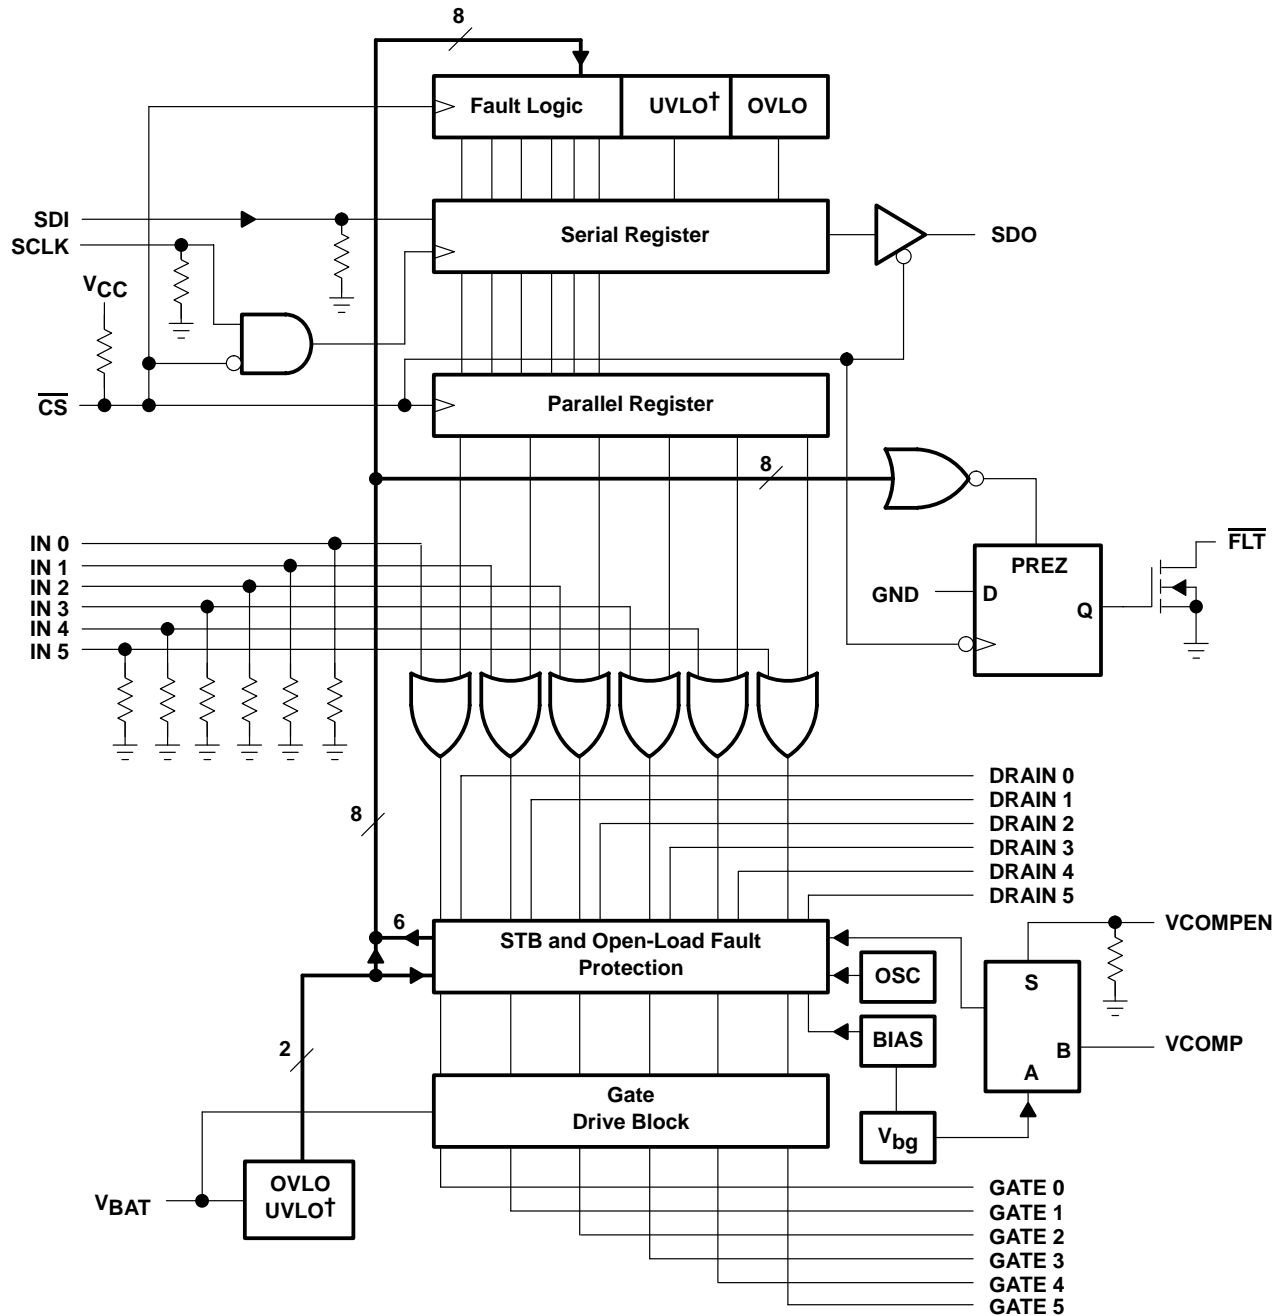 8
Fault Logic
UVLO†
OVLO
SDI
SCLK
Serial Register
SDO
VCC
CS
Parallel Register
8
FLT
IN 0
IN 1
IN 2
IN 3
IN 4
IN 5
PREZ
GND
D
Q
DRAIN 0
DRAIN 1
DRAIN 2
DRAIN 3
DRAIN 4
DRAIN 5
8
6
STB and Open-Load Fault
Protection
VCOMPEN
OSC
S
2
BIAS
B
VCOMP
A
Gate
Drive Block
Vbg
VBAT
OVLO
UVLO†
GATE 0
GATE 1
GATE 2
GATE 3
GATE 4
GATE 5